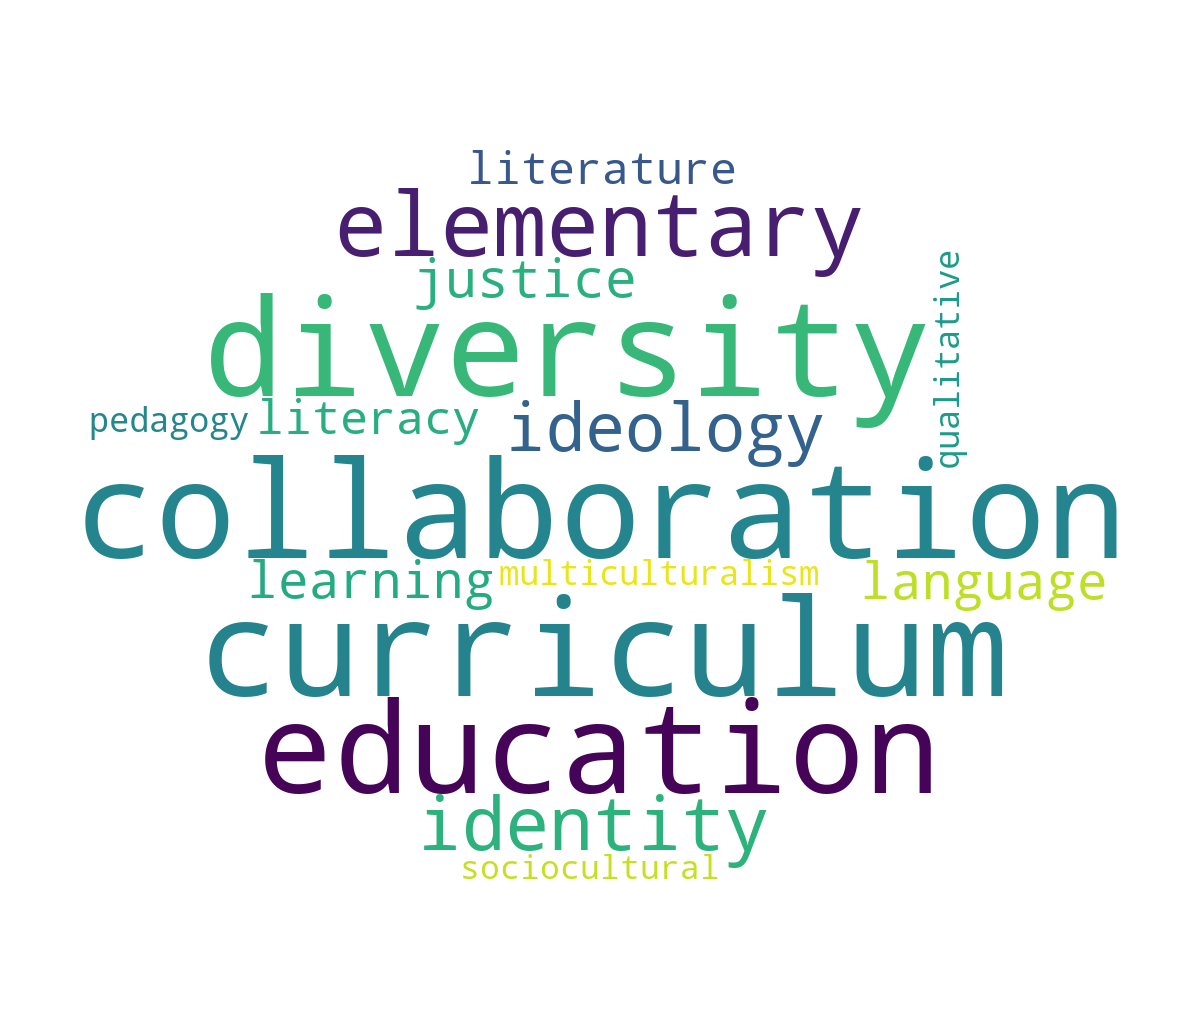 literature
elementary
justice
diversity
qualitative
pedagogy literacy ideology
collaboration
learning multiculturalism language
curriculum
education
identity
sociocultural